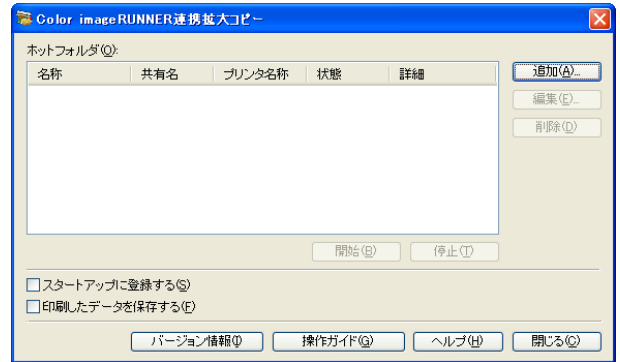 Color imageRUNNER連携拡大コピー
ホットフォルダ(O):
名称 共有名 プリンタ名称 状態 詳細
追加(A)...
編集(E)...
削除(D)
開始(B) 停止(T)
スタートアップに登録する(S)
印刷したデータを保存する(F)
バージョン情報(I) 操作ガイド(G) ヘルプ(H) 閉じる(C)